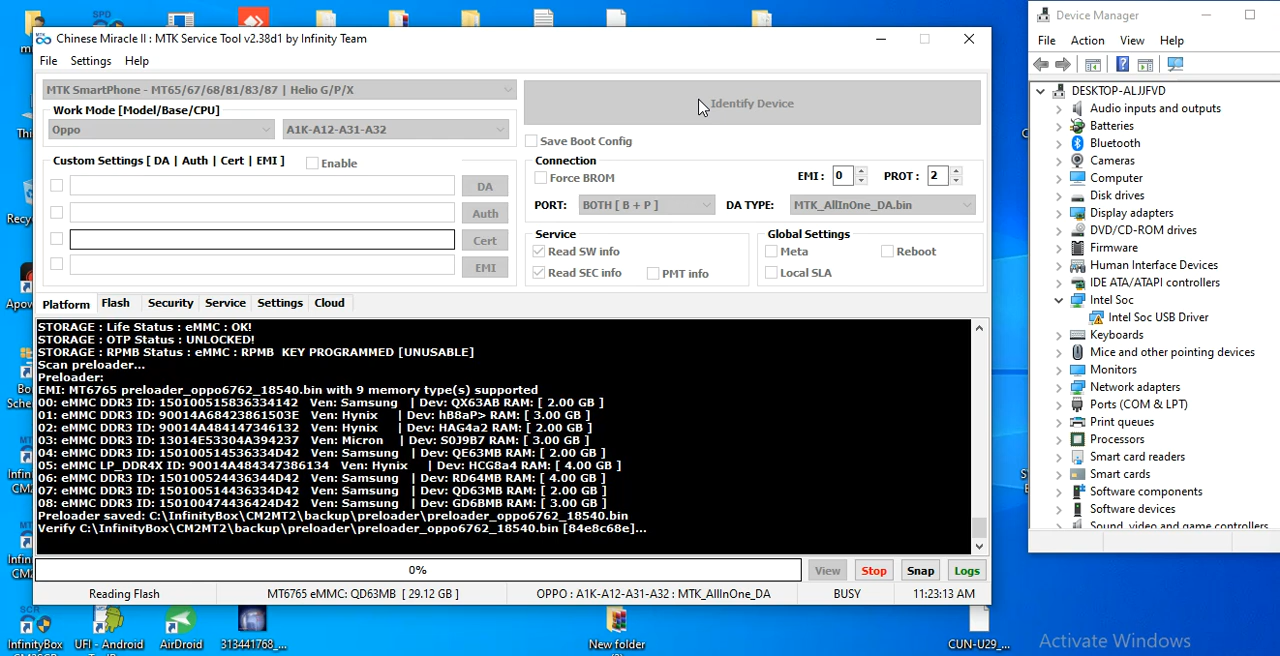 SPD
Chinese Miracle II : MTK Service Tool v2.38d1 by Infinity Team
File Settings Help
MTK SmartPhone - MT65/67/68/81/83/87 | Helio G/P/X
Work Mode [Model/Base/CPU]
Oppo A1K-A12-A31-A32
Custom Settings [ DA | Auth | Cert | EMI ] Enable
DA
Auth
Cert
EMI
Identify Device
Save Boot Config
Connection
Force BROM EMI : 0 PROT : 2
PORT: BOTH [ B + P ] DA TYPE: MTK_AllInOne_DA.bin
Service Global Settings
Read SW info Meta Reboot
Read SEC info PMT info Local SLA
Platform Flash Security Service Settings Cloud
STORAGE : Life Status : eMMC : OK!
STORAGE : OTP Status : UNLOCKED!
STORAGE : RPMB Status : eMMC : RPMB KEY PROGRAMMED [UNUSABLE]
Scan preloader...
Preloader:
EMI: MT6765 preloader_oppo6762_18540.bin with 9 memory type(s) supported
00: eMMC DDR3 ID: 150100515836334142 Ven: Samsung | Dev: QX63AB RAM: [ 2.00 GB ]
01: eMMC DDR3 ID: 90014A68423861503E Ven: Hynix | Dev: hB8aP> RAM: [ 3.00 GB ]
02: eMMC DDR3 ID: 90014A484147346132 Ven: Hynix | Dev: HAG4a2 RAM: [ 2.00 GB ]
03: eMMC DDR3 ID: 13014E53304A394237 Ven: Micron | Dev: S0J9B7 RAM: [ 3.00 GB ]
04: eMMC DDR3 ID: 150100514536334D42 Ven: Samsung | Dev: QE63MB RAM: [ 2.00 GB ]
05: eMMC LP_DDR4X ID: 90014A484347386134 Ven: Hynix | Dev: HCG8a4 RAM: [ 4.00 GB ]
06: eMMC DDR3 ID: 150100524436344D42 Ven: Samsung | Dev: RD64MB RAM: [ 4.00 GB ]
07: eMMC DDR3 ID: 150100514436334D42 Ven: Samsung | Dev: QD63MB RAM: [ 2.00 GB ]
08: eMMC DDR3 ID: 150100474436424D42 Ven: Samsung | Dev: GD6BMB RAM: [ 3.00 GB ]
Preloader saved: C:\InfinityBox\CM2MT2\backup\preloader\preloader_oppo6762_18540.bin
Verify C:\InfinityBox\CM2MT2\backup\preloader\preloader_oppo6762_18540.bin [84e8c68e]...
0% View Stop Snap Logs
Reading Flash MT6765 eMMC: QD63MB [ 29.12 GB ] OPPO : A1K-A12-A31-A32 : MTK_AllInOne_DA BUSY 11:23:13 AM
Device Manager
File Action View Help
DESKTOP-ALJJFVD
Audio inputs and outputs
Batteries
Bluetooth
Cameras
Computer
Disk drives
Display adapters
DVD/CD-ROM drives
Firmware
Human Interface Devices
IDE ATA/ATAPI controllers
Intel Soc
Intel Soc USB Driver
Keyboards
Mice and other pointing devices
Monitors
Network adapters
Ports (COM & LPT)
Print queues
Processors
Smart card readers
Smart cards
Software components
Software devices
Sound, video and game controllers
InfinityBox
UFI - Android
AirDroid
313441768_...
New folder
CUN-U29_...
Activate Windows